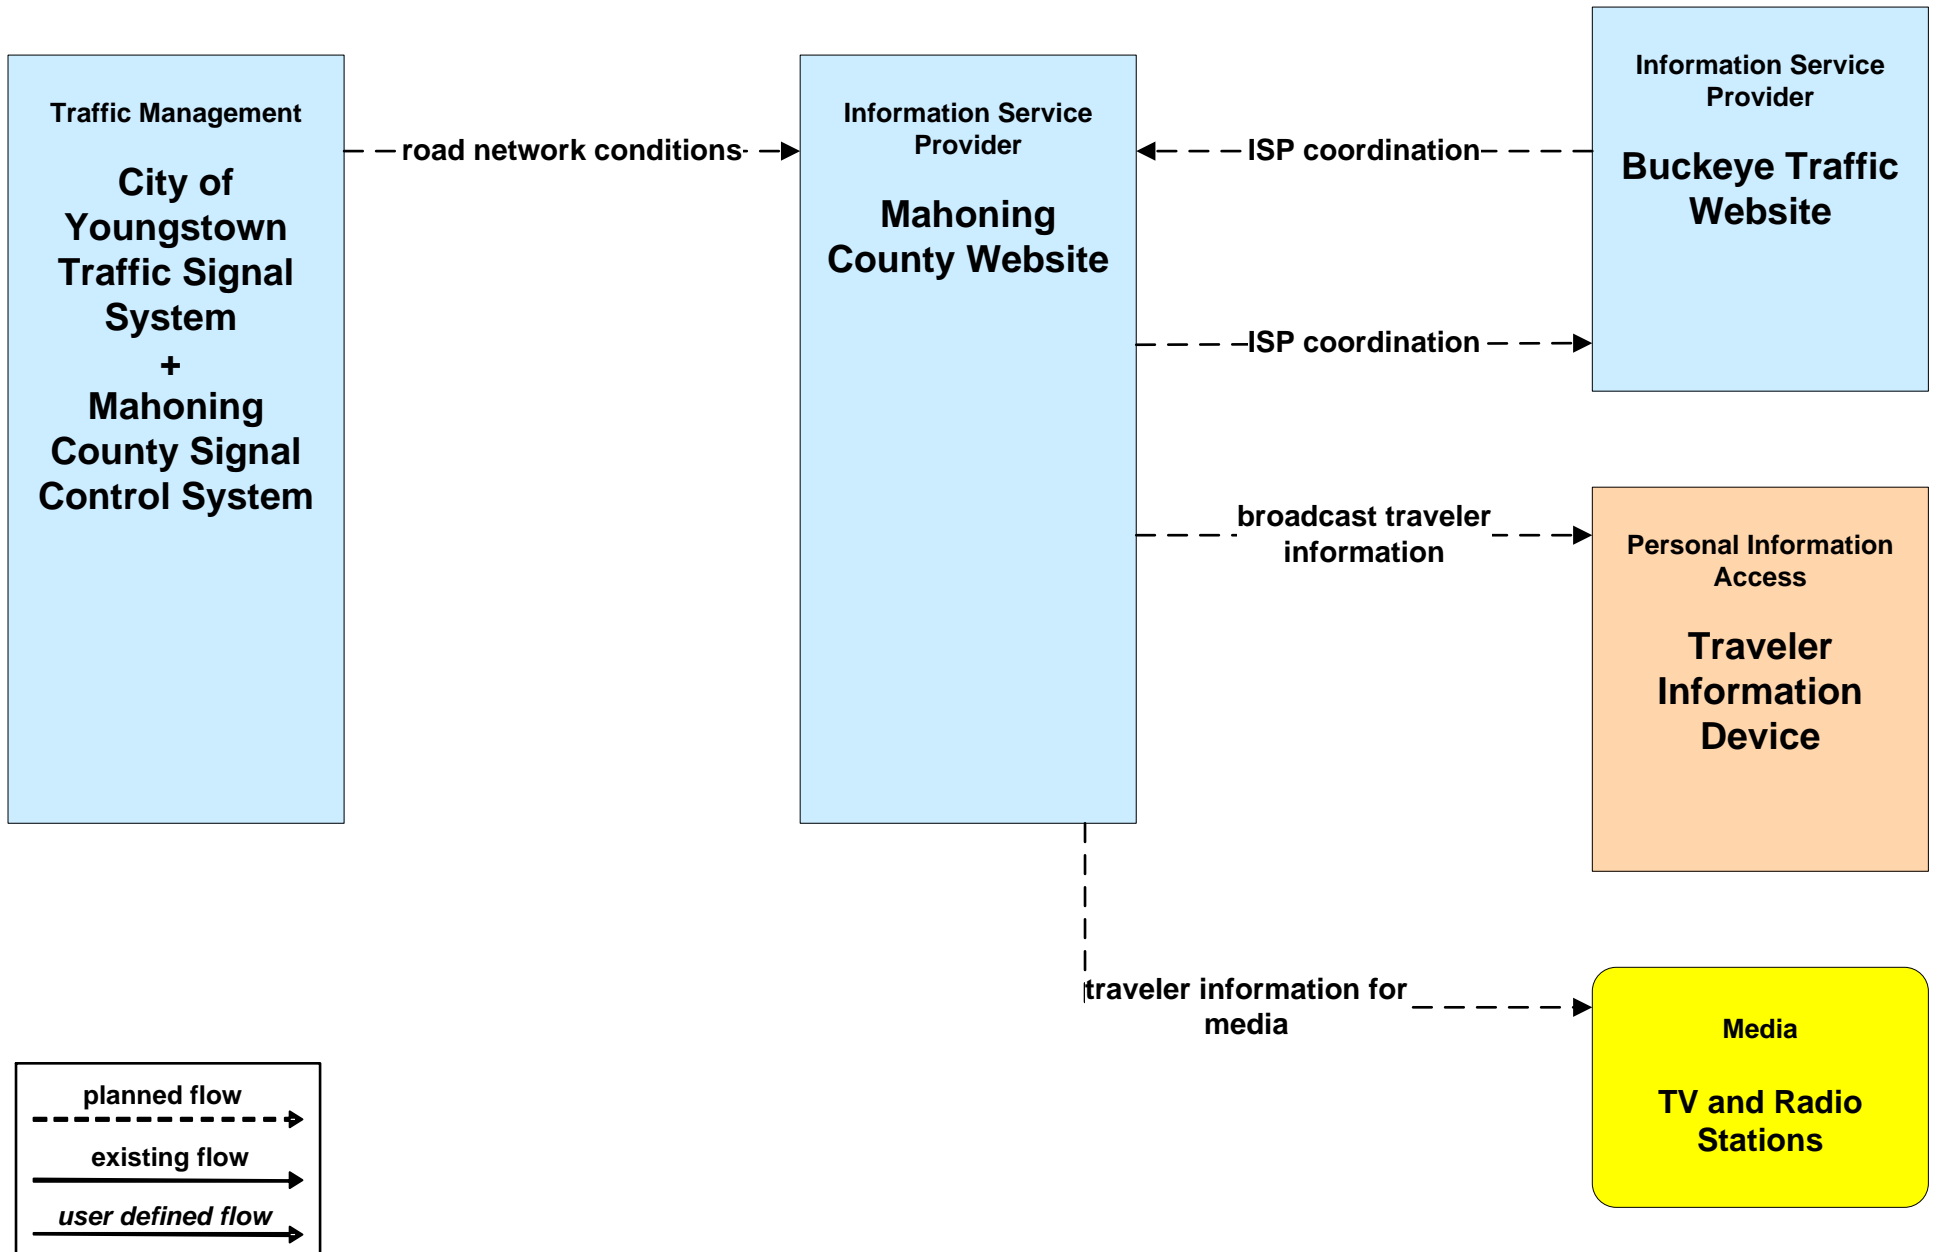 Traffic Management
City of
Youngstown
Traffic Signal
System
+
Mahoning
County Signal
Control System
road network conditions
Information Service
Provider
Mahoning
County Website
ISP coordination
ISP coordination
Information Service
Provider
Buckeye Traffic
Website
broadcast traveler
information
Personal Information
Access
Traveler
Information
Device
traveler information for
media
Media
TV and Radio
Stations
planned flow
existing flow
user defined flow